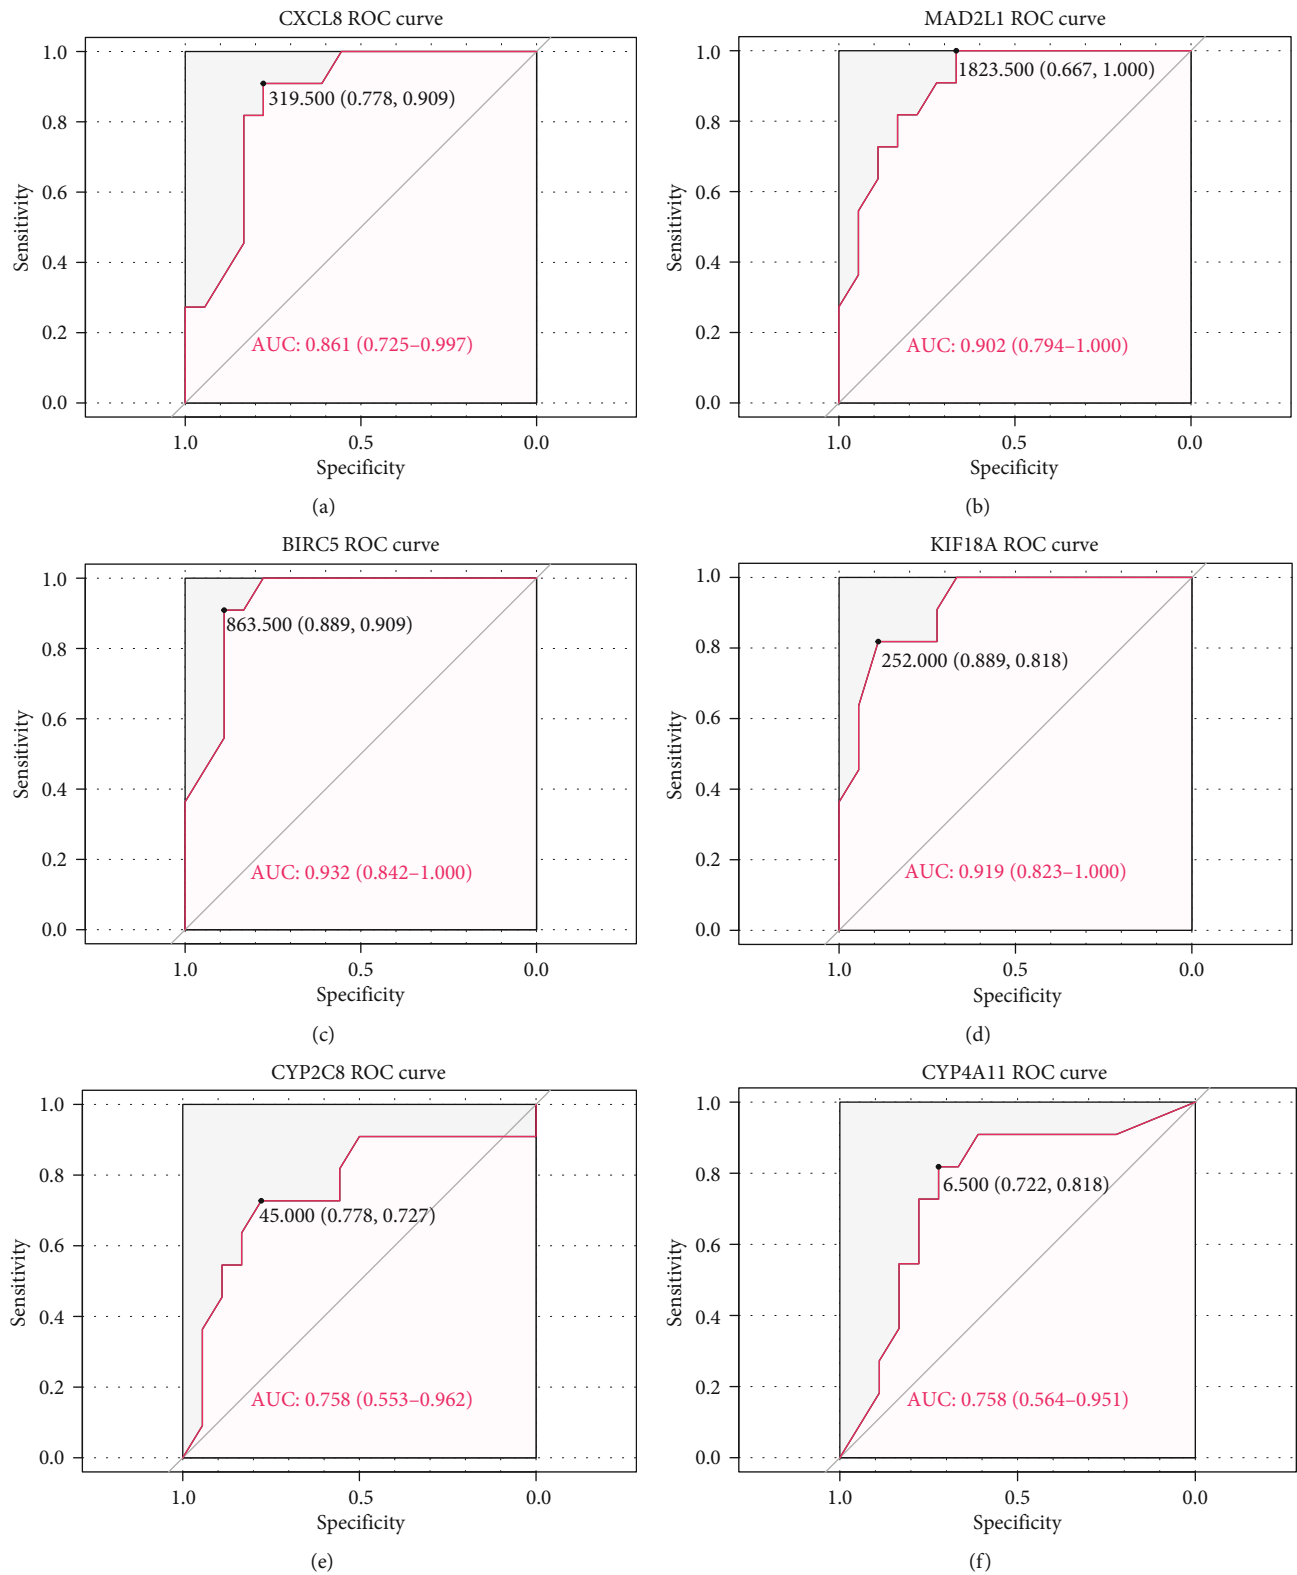 CXCL8 ROC curve
1.0
0.8
0.6
0.4
0.2
0.0
Sensitivity
319.500 (0.778, 0.909)
AUC: 0.861 (0.725–0.997)
1.0 0.5 0.0
Specificity
(a)
MAD2L1 ROC curve
1.0
0.8
0.6
0.4
0.2
0.0
Sensitivity
1823.500 (0.667, 1.000)
AUC: 0.902 (0.794–1.000)
1.0 0.5 0.0
Specificity
(b)
BIRC5 ROC curve
1.0
0.8
0.6
0.4
0.2
0.0
Sensitivity
863.500 (0.889, 0.909)
AUC: 0.932 (0.842–1.000)
1.0 0.5 0.0
Specificity
(c)
KIF18A ROC curve
1.0
0.8
0.6
0.4
0.2
0.0
Sensitivity
252.000 (0.889, 0.818)
AUC: 0.919 (0.823–1.000)
1.0 0.5 0.0
Specificity
(d)
CYP2C8 ROC curve
1.0
0.8
0.6
0.4
0.2
0.0
Sensitivity
45.000 (0.778, 0.727)
AUC: 0.758 (0.553–0.962)
1.0 0.5 0.0
Specificity
(e)
CYP4A11 ROC curve
1.0
0.8
0.6
0.4
0.2
0.0
Sensitivity
6.500 (0.722, 0.818)
AUC: 0.758 (0.564–0.951)
1.0 0.5 0.0
Specificity
(f)